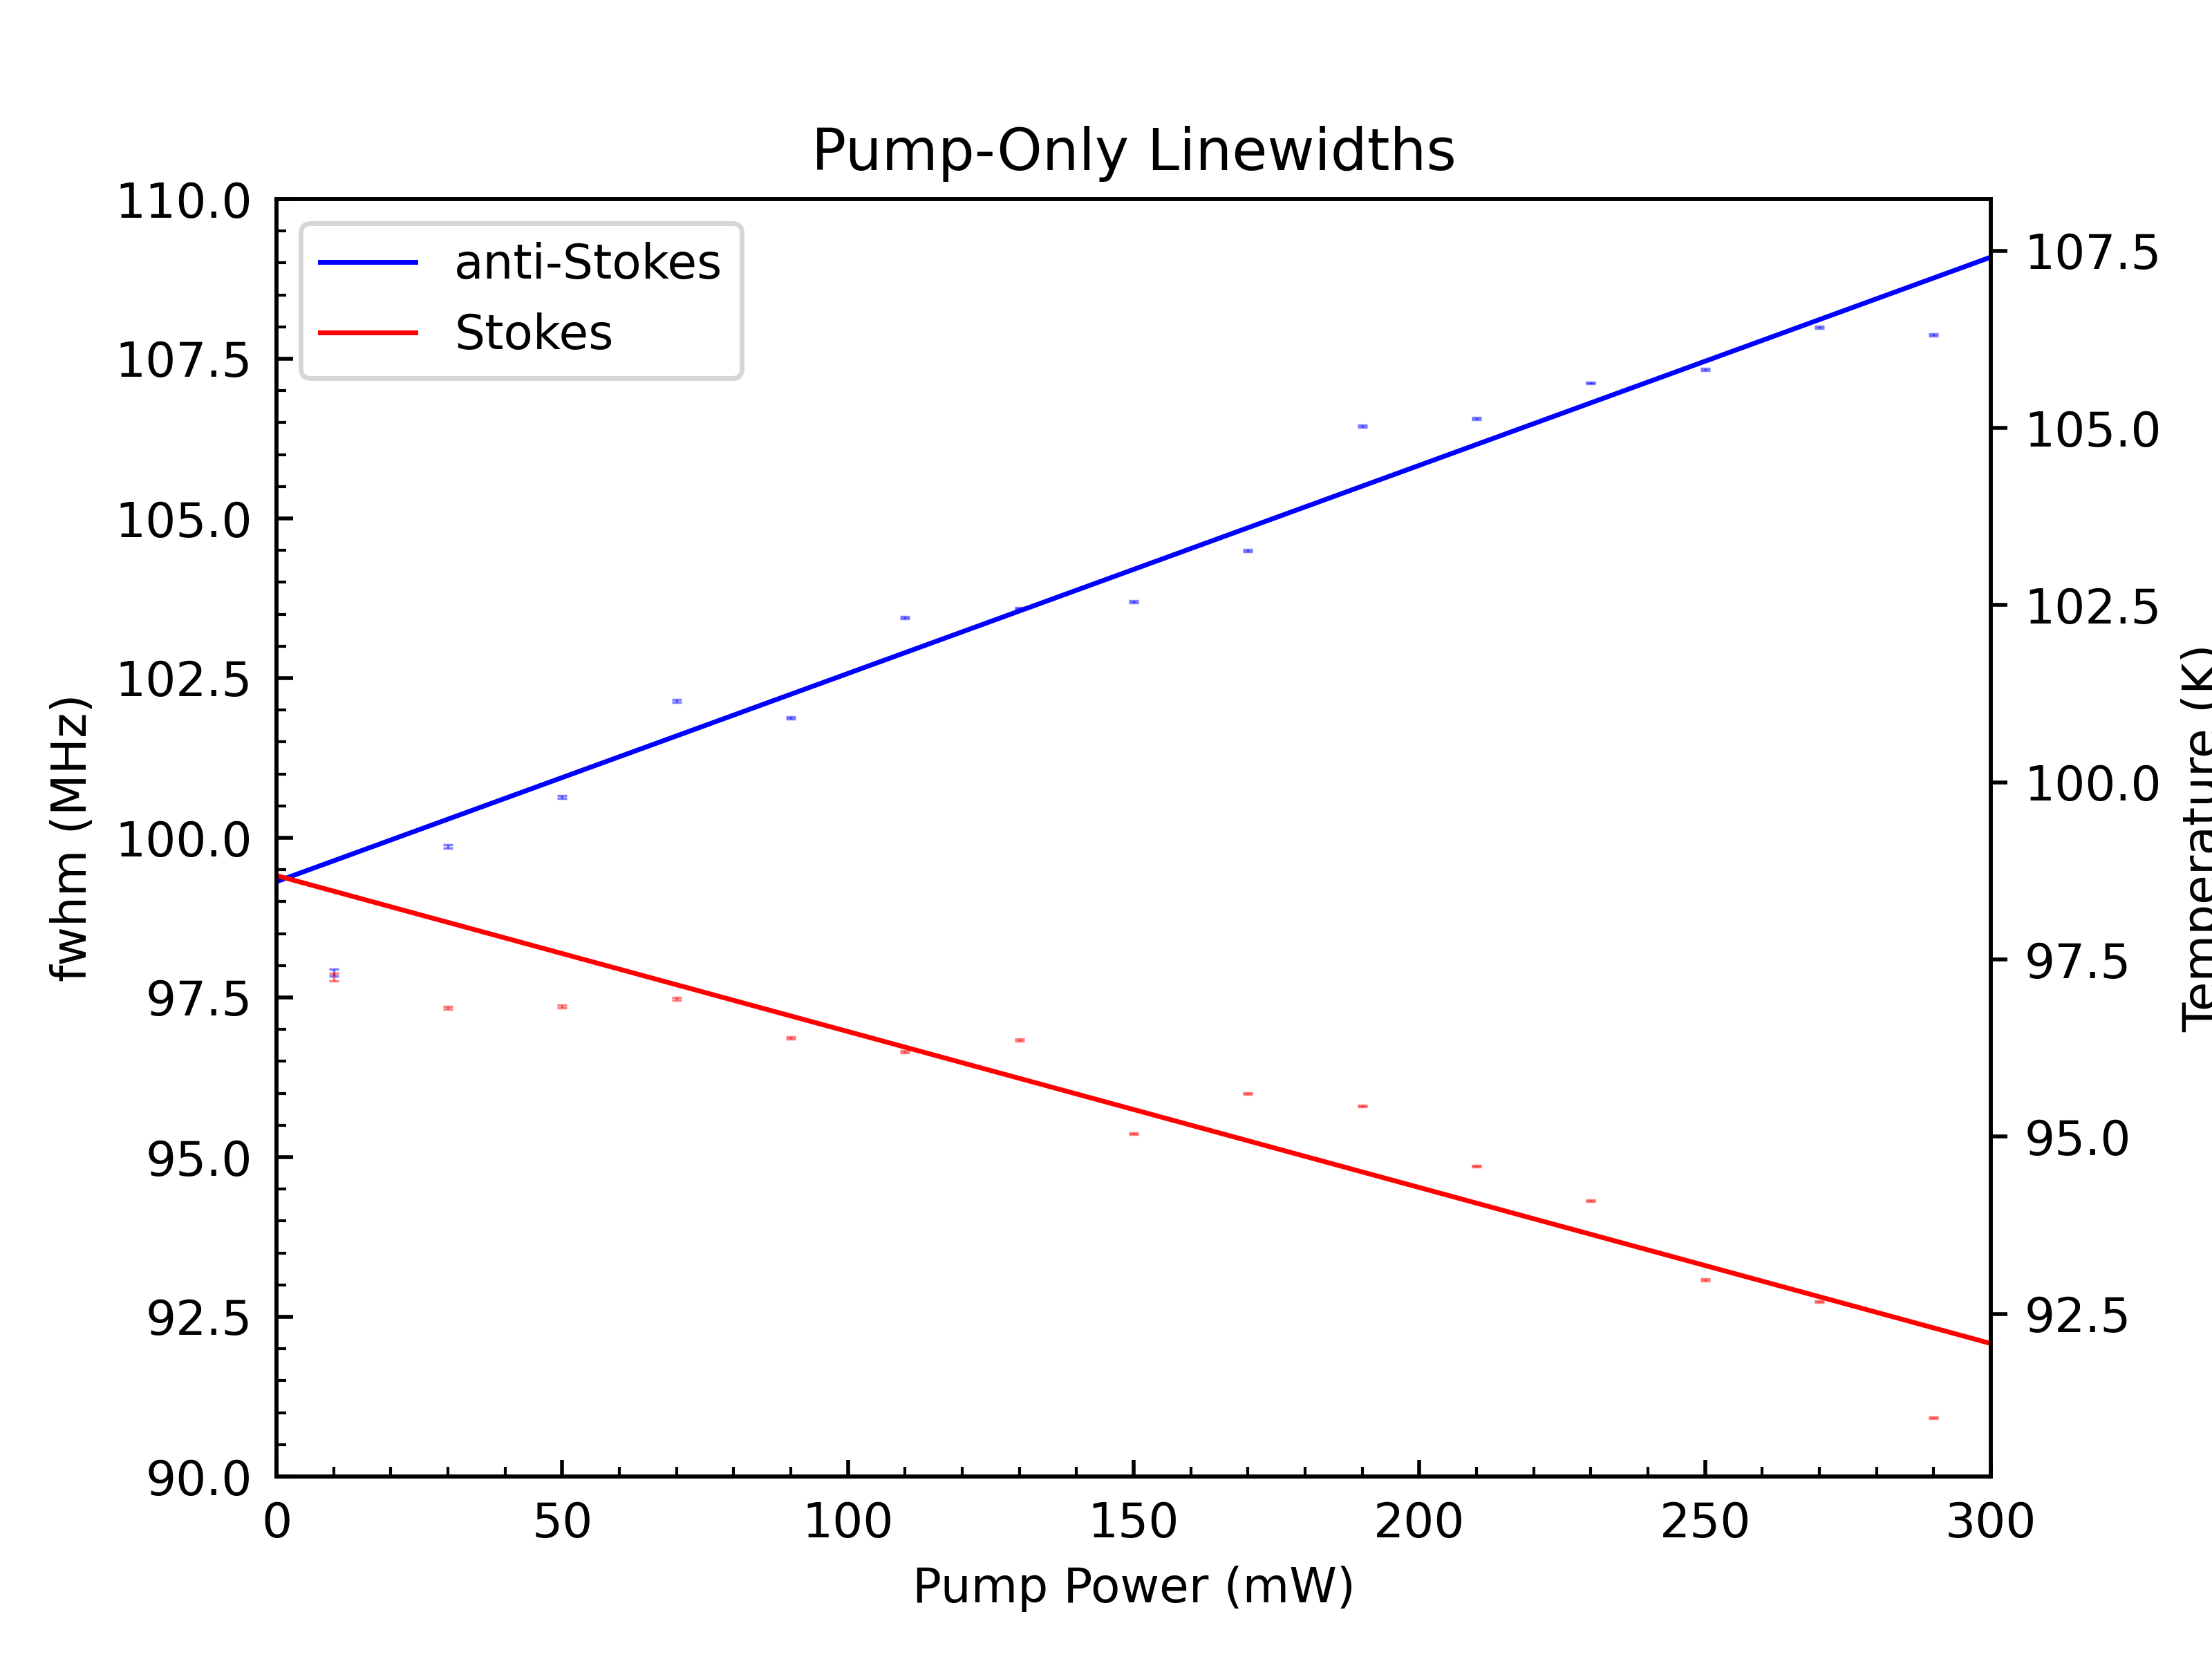 Pump-Only Linewidths
anti-Stokes
Stokes
110.0
107.5
105.0
102.5
100.0
97.5
95.0
92.5
90.0
fwhm (MHz)
107.5
105.0
102.5
100.0
97.5
95.0
92.5
Temperature (K)
0 50 100 150 200 250 300
Pump Power (mW)